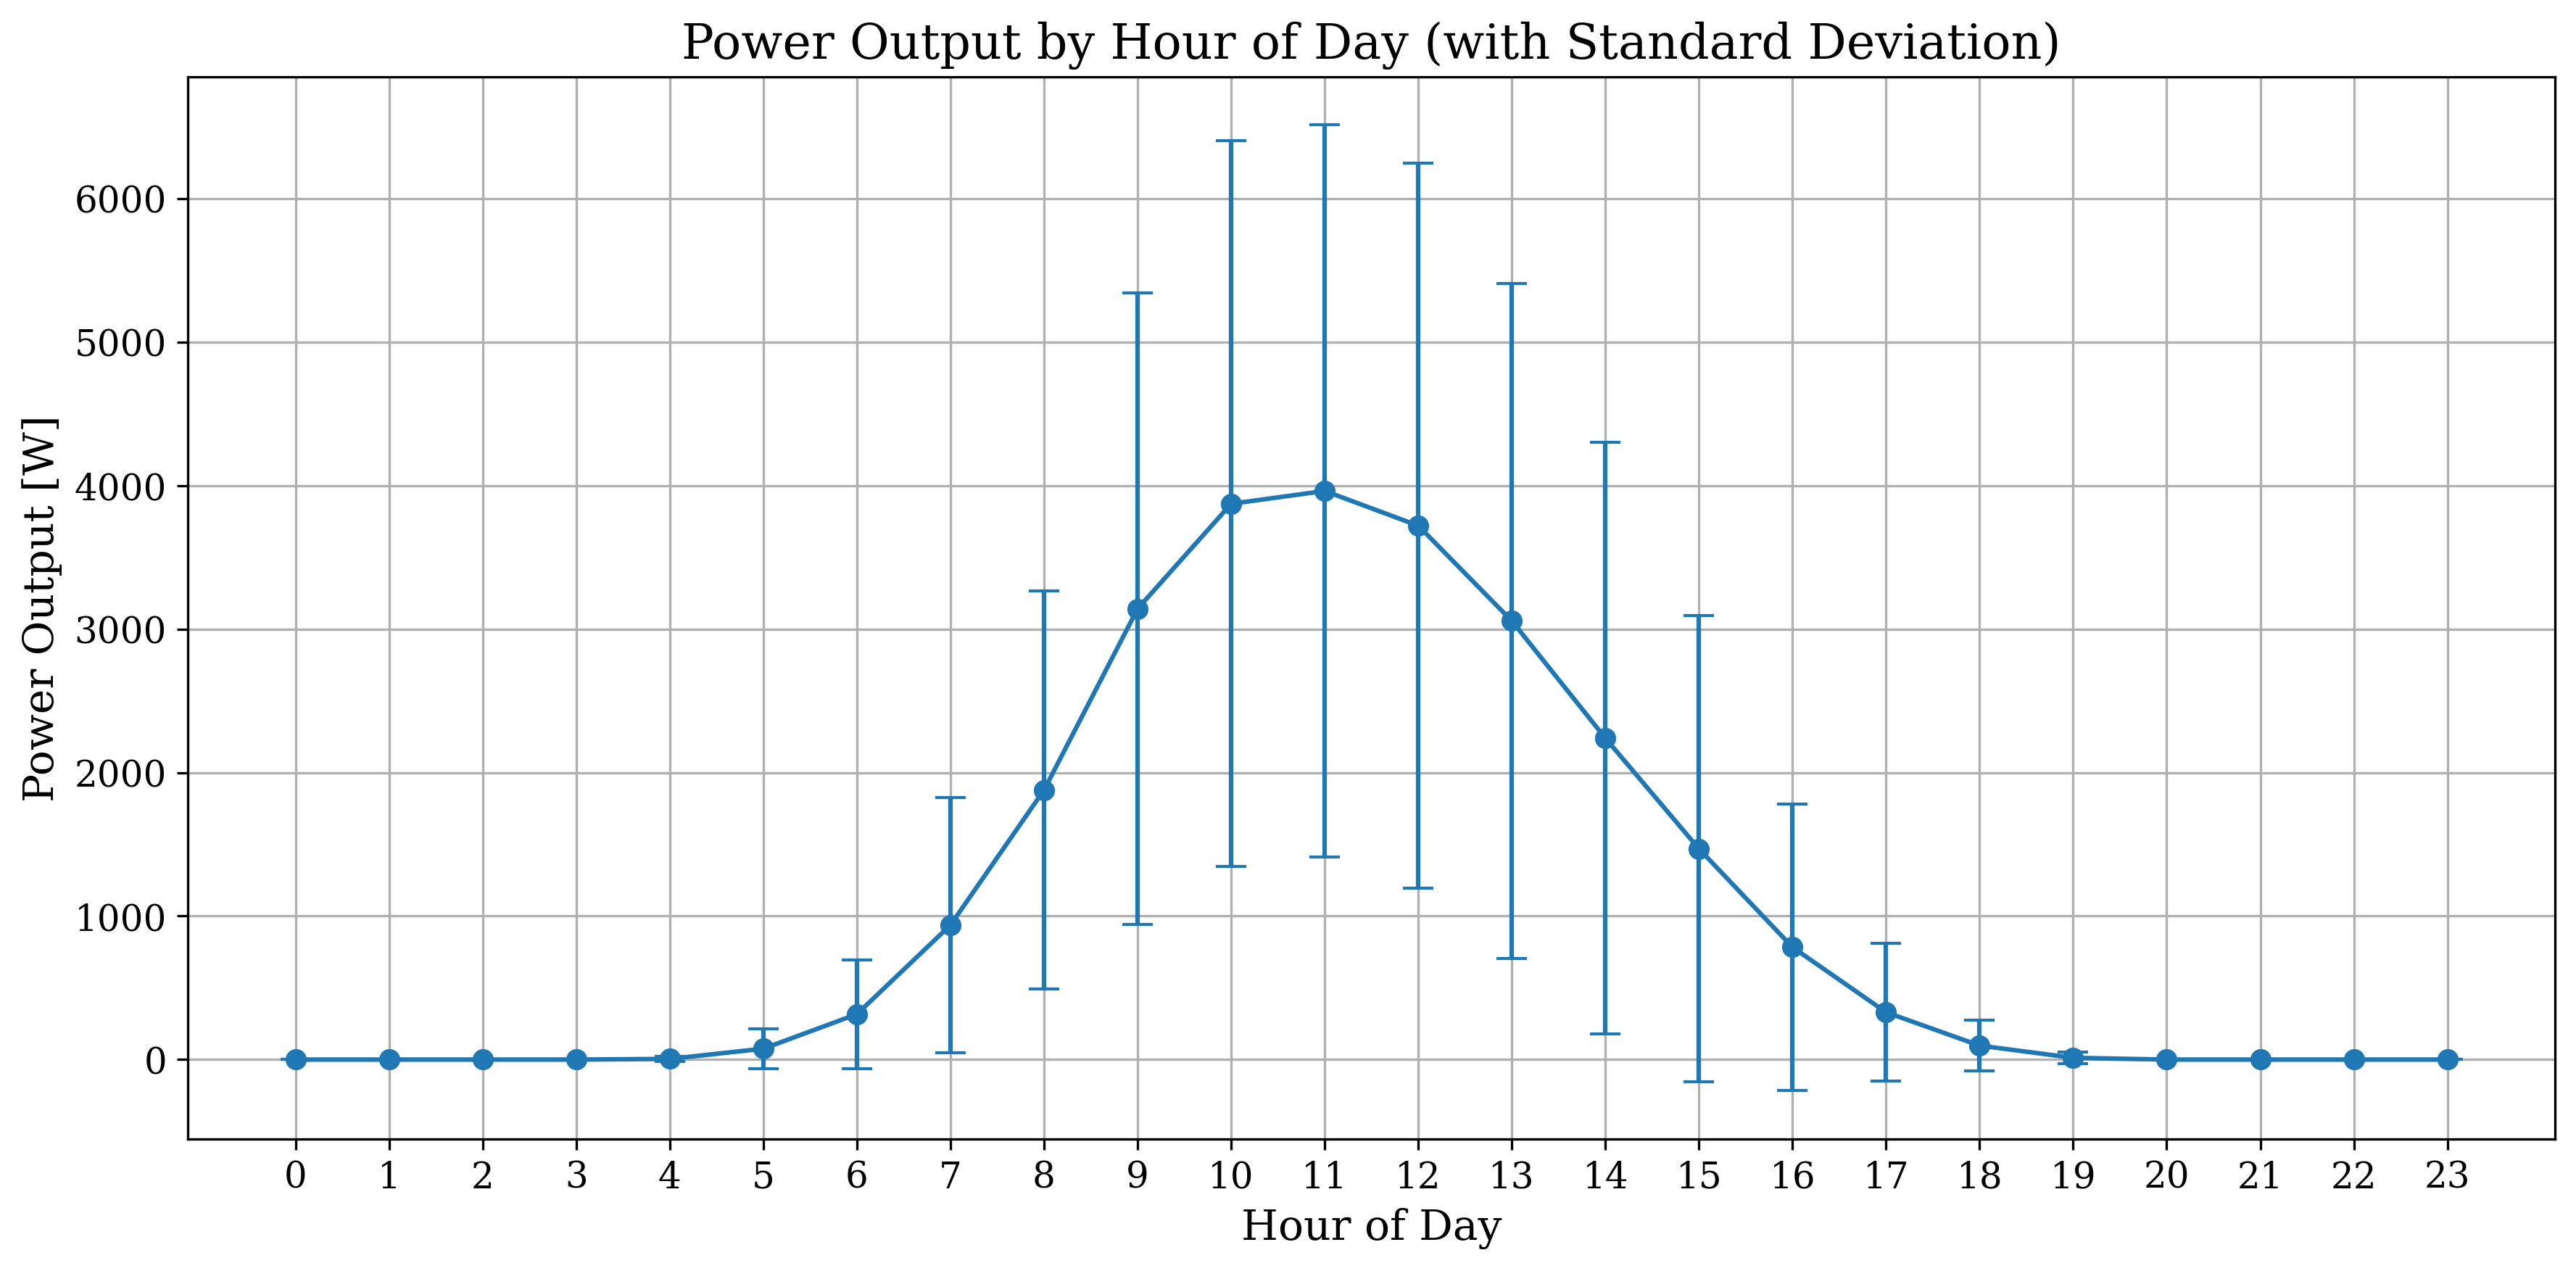 Power Output by Hour of Day (with Standard Deviation)
Power Output [W]
6000
5000
4000
3000
2000
1000
0
0 1 2 3 4 5 6 7 8 9 10 11 12 13 14 15 16 17 18 19 20 21 22 23
Hour of Day